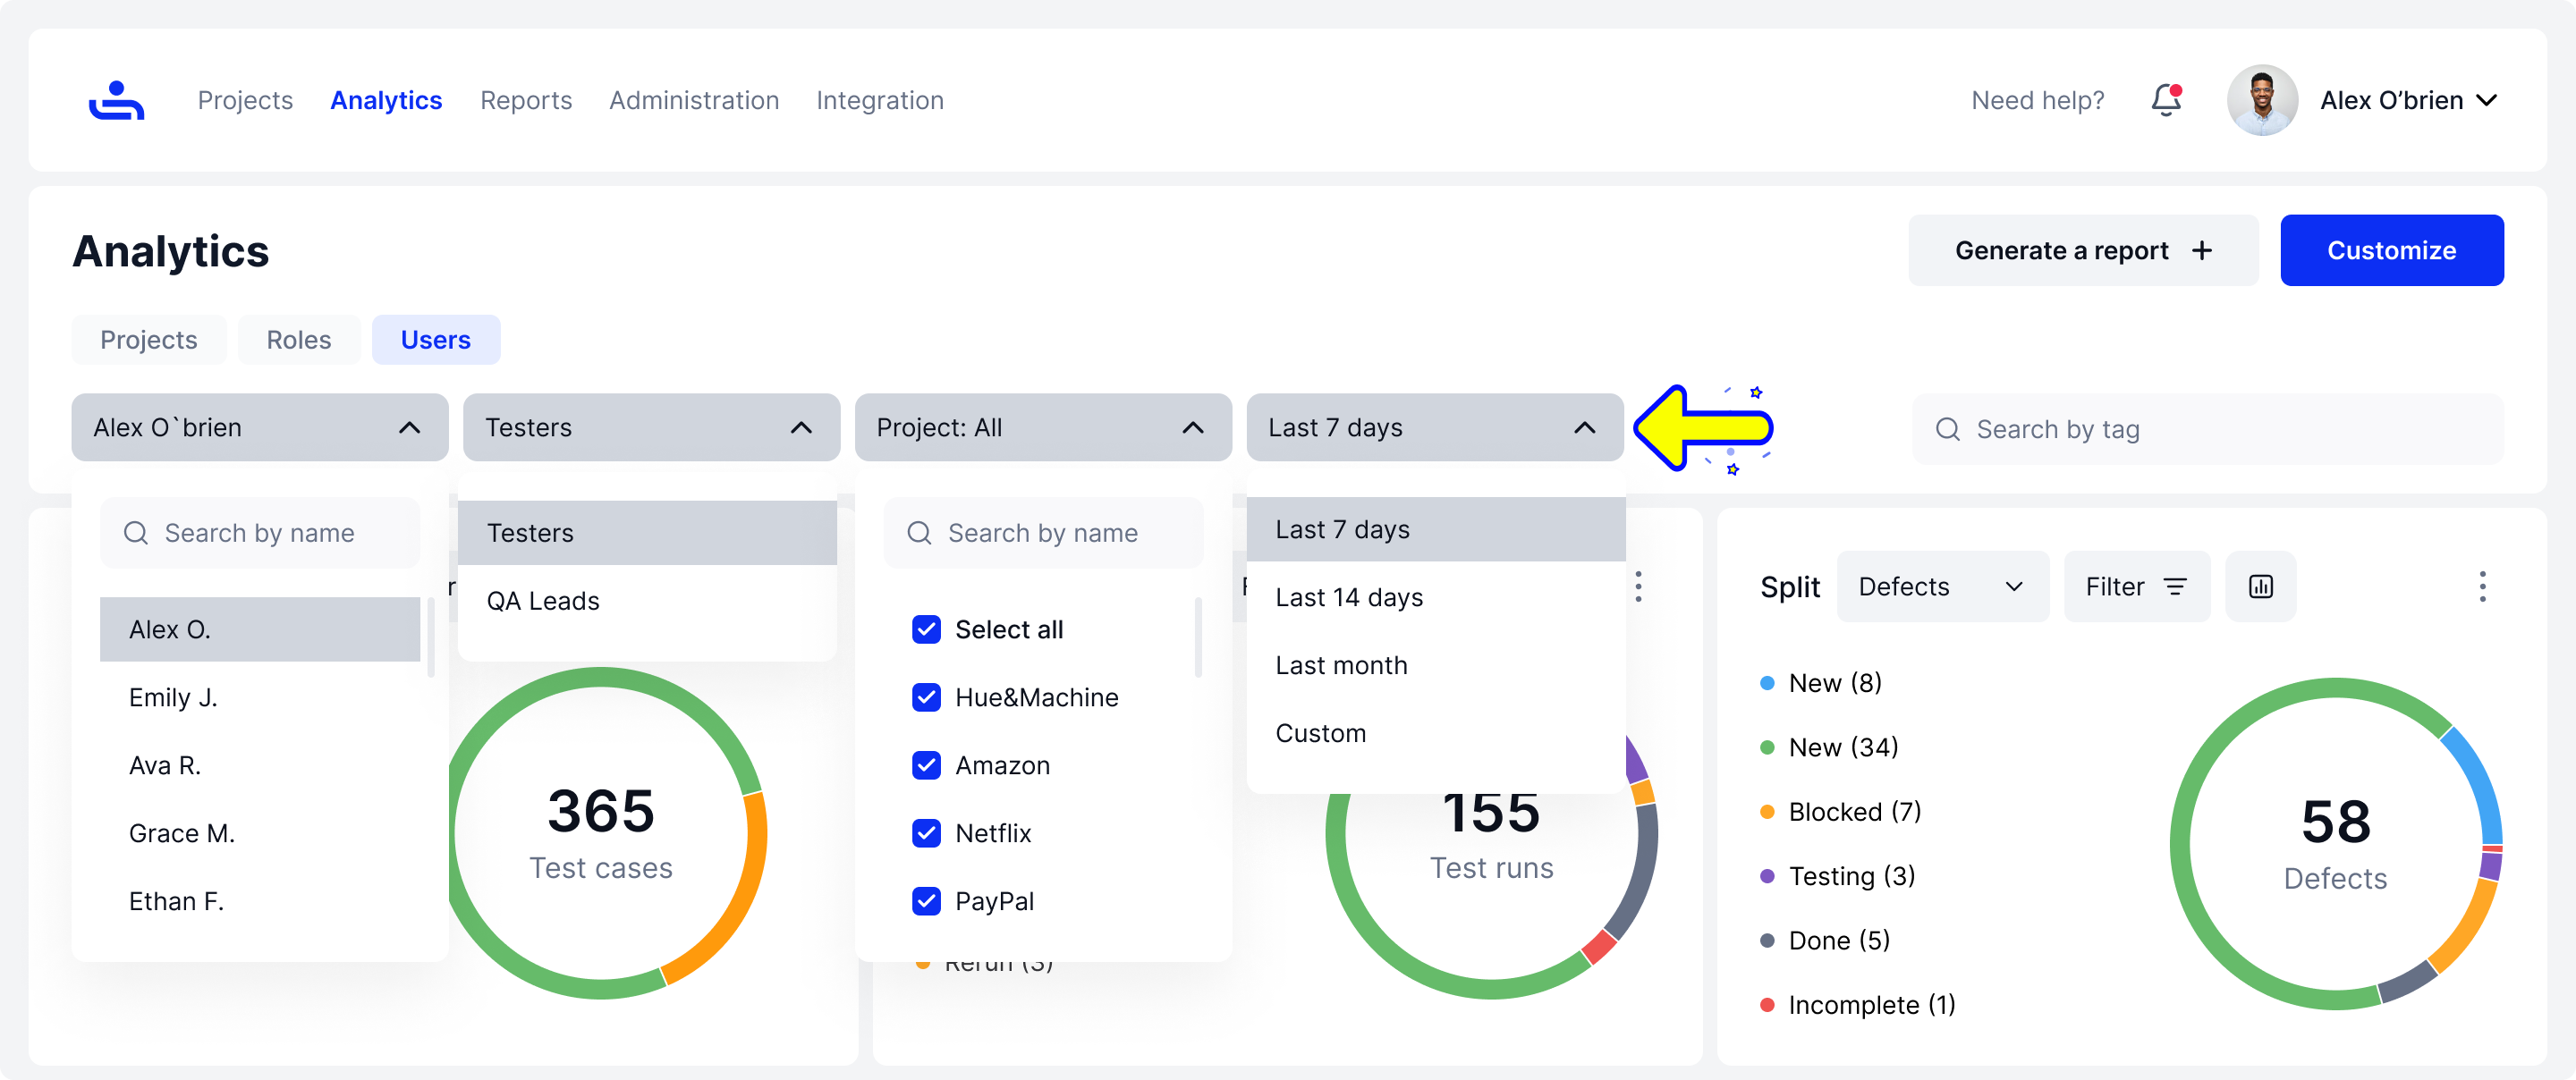 Projects Analytics Reports Administration Integration Need help? Alex O’brien
Analytics Generate a report + Customize
Projects Roles Users
Alex O`brien Testers Project: All Last 7 days Search by tag
Search by name
Alex O.
Emily J.
Ava R.
Grace M.
Ethan F.
Testers
QA Leads
365
Test cases
Search by name
Select all
Hue&Machine
Amazon
Netflix
PayPal
Rerun (3)
Last 7 days
Last 14 days
Last month
Custom
155
Test runs
Split Defects Filter
New (8)
New (34)
Blocked (7)
Testing (3)
Done (5)
Incomplete (1)
58
Defects